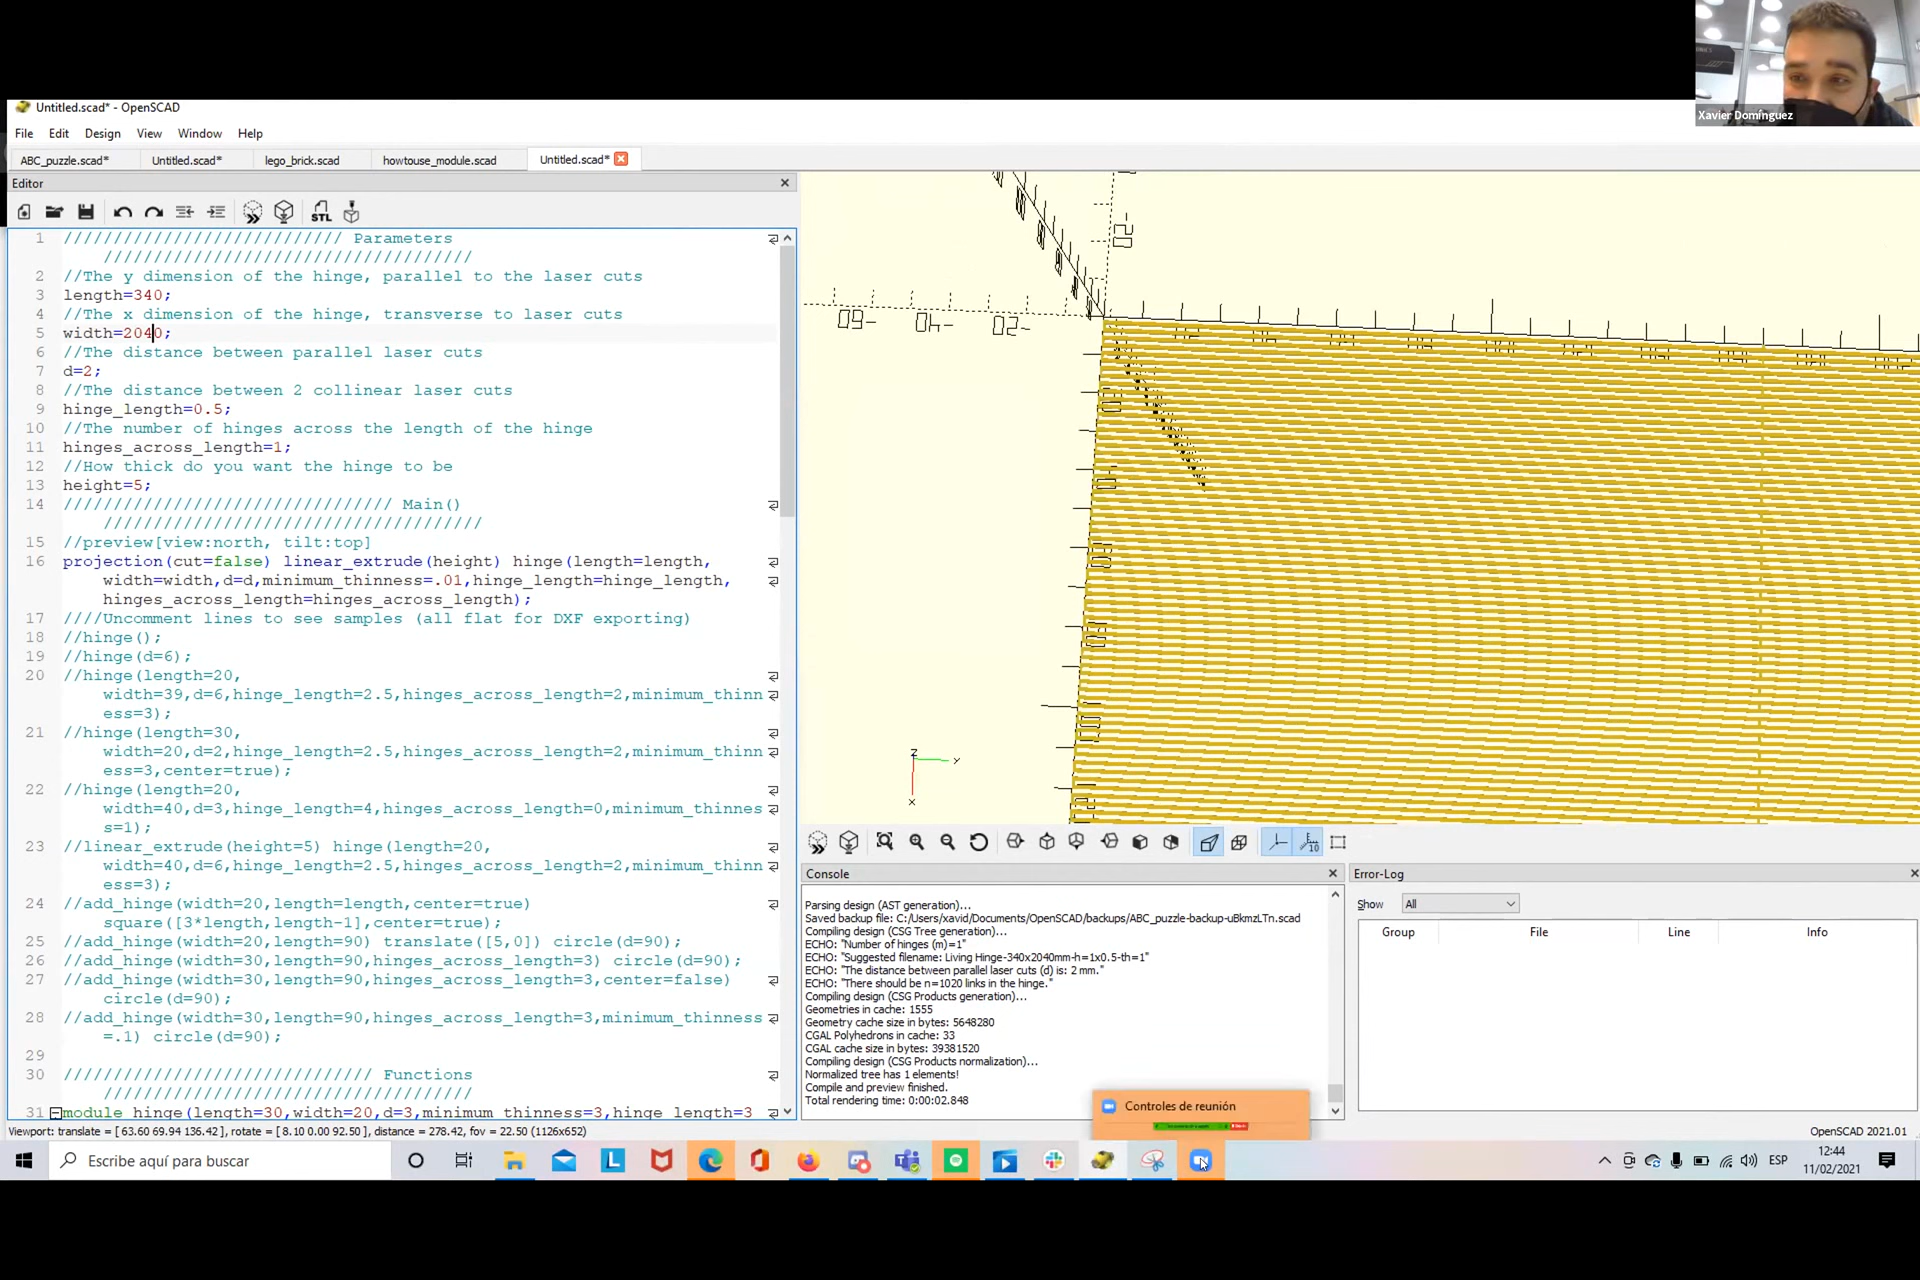 Xavier Domínguez
Untitled.scad* - OpenSCAD
File Edit Design View Window Help
ABC_puzzle.scad* Untitled.scad* lego_brick.scad howtouse_module.scad Untitled.scad*
Editor
STL
1 //////////////////////////// Parameters
/////////////////////////////////////
2 //The y dimension of the hinge, parallel to the laser cuts
3 length=340;
4 //The x dimension of the hinge, transverse to laser cuts
5 width=2040;
6 //The distance between parallel laser cuts
7 d=2;
8 //The distance between 2 collinear laser cuts
9 hinge_length=0.5;
10 //The number of hinges across the length of the hinge
11 hinges_across_length=1;
12 //How thick do you want the hinge to be
13 height=5;
14 ///////////////////////////////// Main()
//////////////////////////////////////
15 //preview[view:north, tilt:top]
16 projection(cut=false) linear_extrude(height) hinge(length=length,
width=width,d=d,minimum_thinness=.01,hinge_length=hinge_length,
hinges_across_length=hinges_across_length);
17 ////Uncomment lines to see samples (all flat for DXF exporting)
18 //hinge();
19 //hinge(d=6);
20 //hinge(length=20,
width=39,d=6,hinge_length=2.5,hinges_across_length=2,minimum_thinn
ess=3);
21 //hinge(length=30,
width=20,d=2,hinge_length=2.5,hinges_across_length=2,minimum_thinn
ess=3,center=true);
22 //hinge(length=20,
width=40,d=3,hinge_length=4,hinges_across_length=0,minimum_thinnes
s=1);
23 //linear_extrude(height=5) hinge(length=20,
width=40,d=6,hinge_length=2.5,hinges_across_length=2,minimum_thinn
ess=3);
24 //add_hinge(width=20,length=length,center=true)
square([3*length,length-1],center=true);
25 //add_hinge(width=20,length=90) translate([5,0]) circle(d=90);
26 //add_hinge(width=30,length=90,hinges_across_length=3) circle(d=90);
27 //add_hinge(width=30,length=90,hinges_across_length=3,center=false)
circle(d=90);
28 //add_hinge(width=30,length=90,hinges_across_length=3,minimum_thinness
=.1) circle(d=90);
29
30 /////////////////////////////// Functions
/////////////////////////////////////
31 module hinge(length=30,width=20,d=3,minimum_thinness=3,hinge_length=3
-60 -40 -20
-20
z
y
x
10
Console
Parsing design (AST generation)...
Saved backup file: C:/Users/xavid/Documents/OpenSCAD/backups/ABC_puzzle-backup-uBkmzLTn.scad
Compiling design (CSG Tree generation)...
ECHO: "Number of hinges (m)=1"
ECHO: "Suggested filename: Living Hinge-340x2040mm-h=1x0.5-th=1"
ECHO: "The distance between parallel laser cuts (d) is: 2 mm."
ECHO: "There should be n=1020 links in the hinge."
Compiling design (CSG Products generation)...
Geometries in cache: 1555
Geometry cache size in bytes: 5648280
CGAL Polyhedrons in cache: 33
CGAL cache size in bytes: 39381520
Compiling design (CSG Products normalization)...
Normalized tree has 1 elements!
Compile and preview finished.
Total rendering time: 0:00:02.848
Error-Log
Show All
Group File Line Info
Controles de reunión
Viewport: translate = [ 63.60 69.94 136.42 ], rotate = [ 8.10 0.00 92.50 ], distance = 278.42, fov = 22.50 (1126x652)
OpenSCAD 2021.01
Escribe aquí para buscar
L
ESP
12:44
11/02/2021